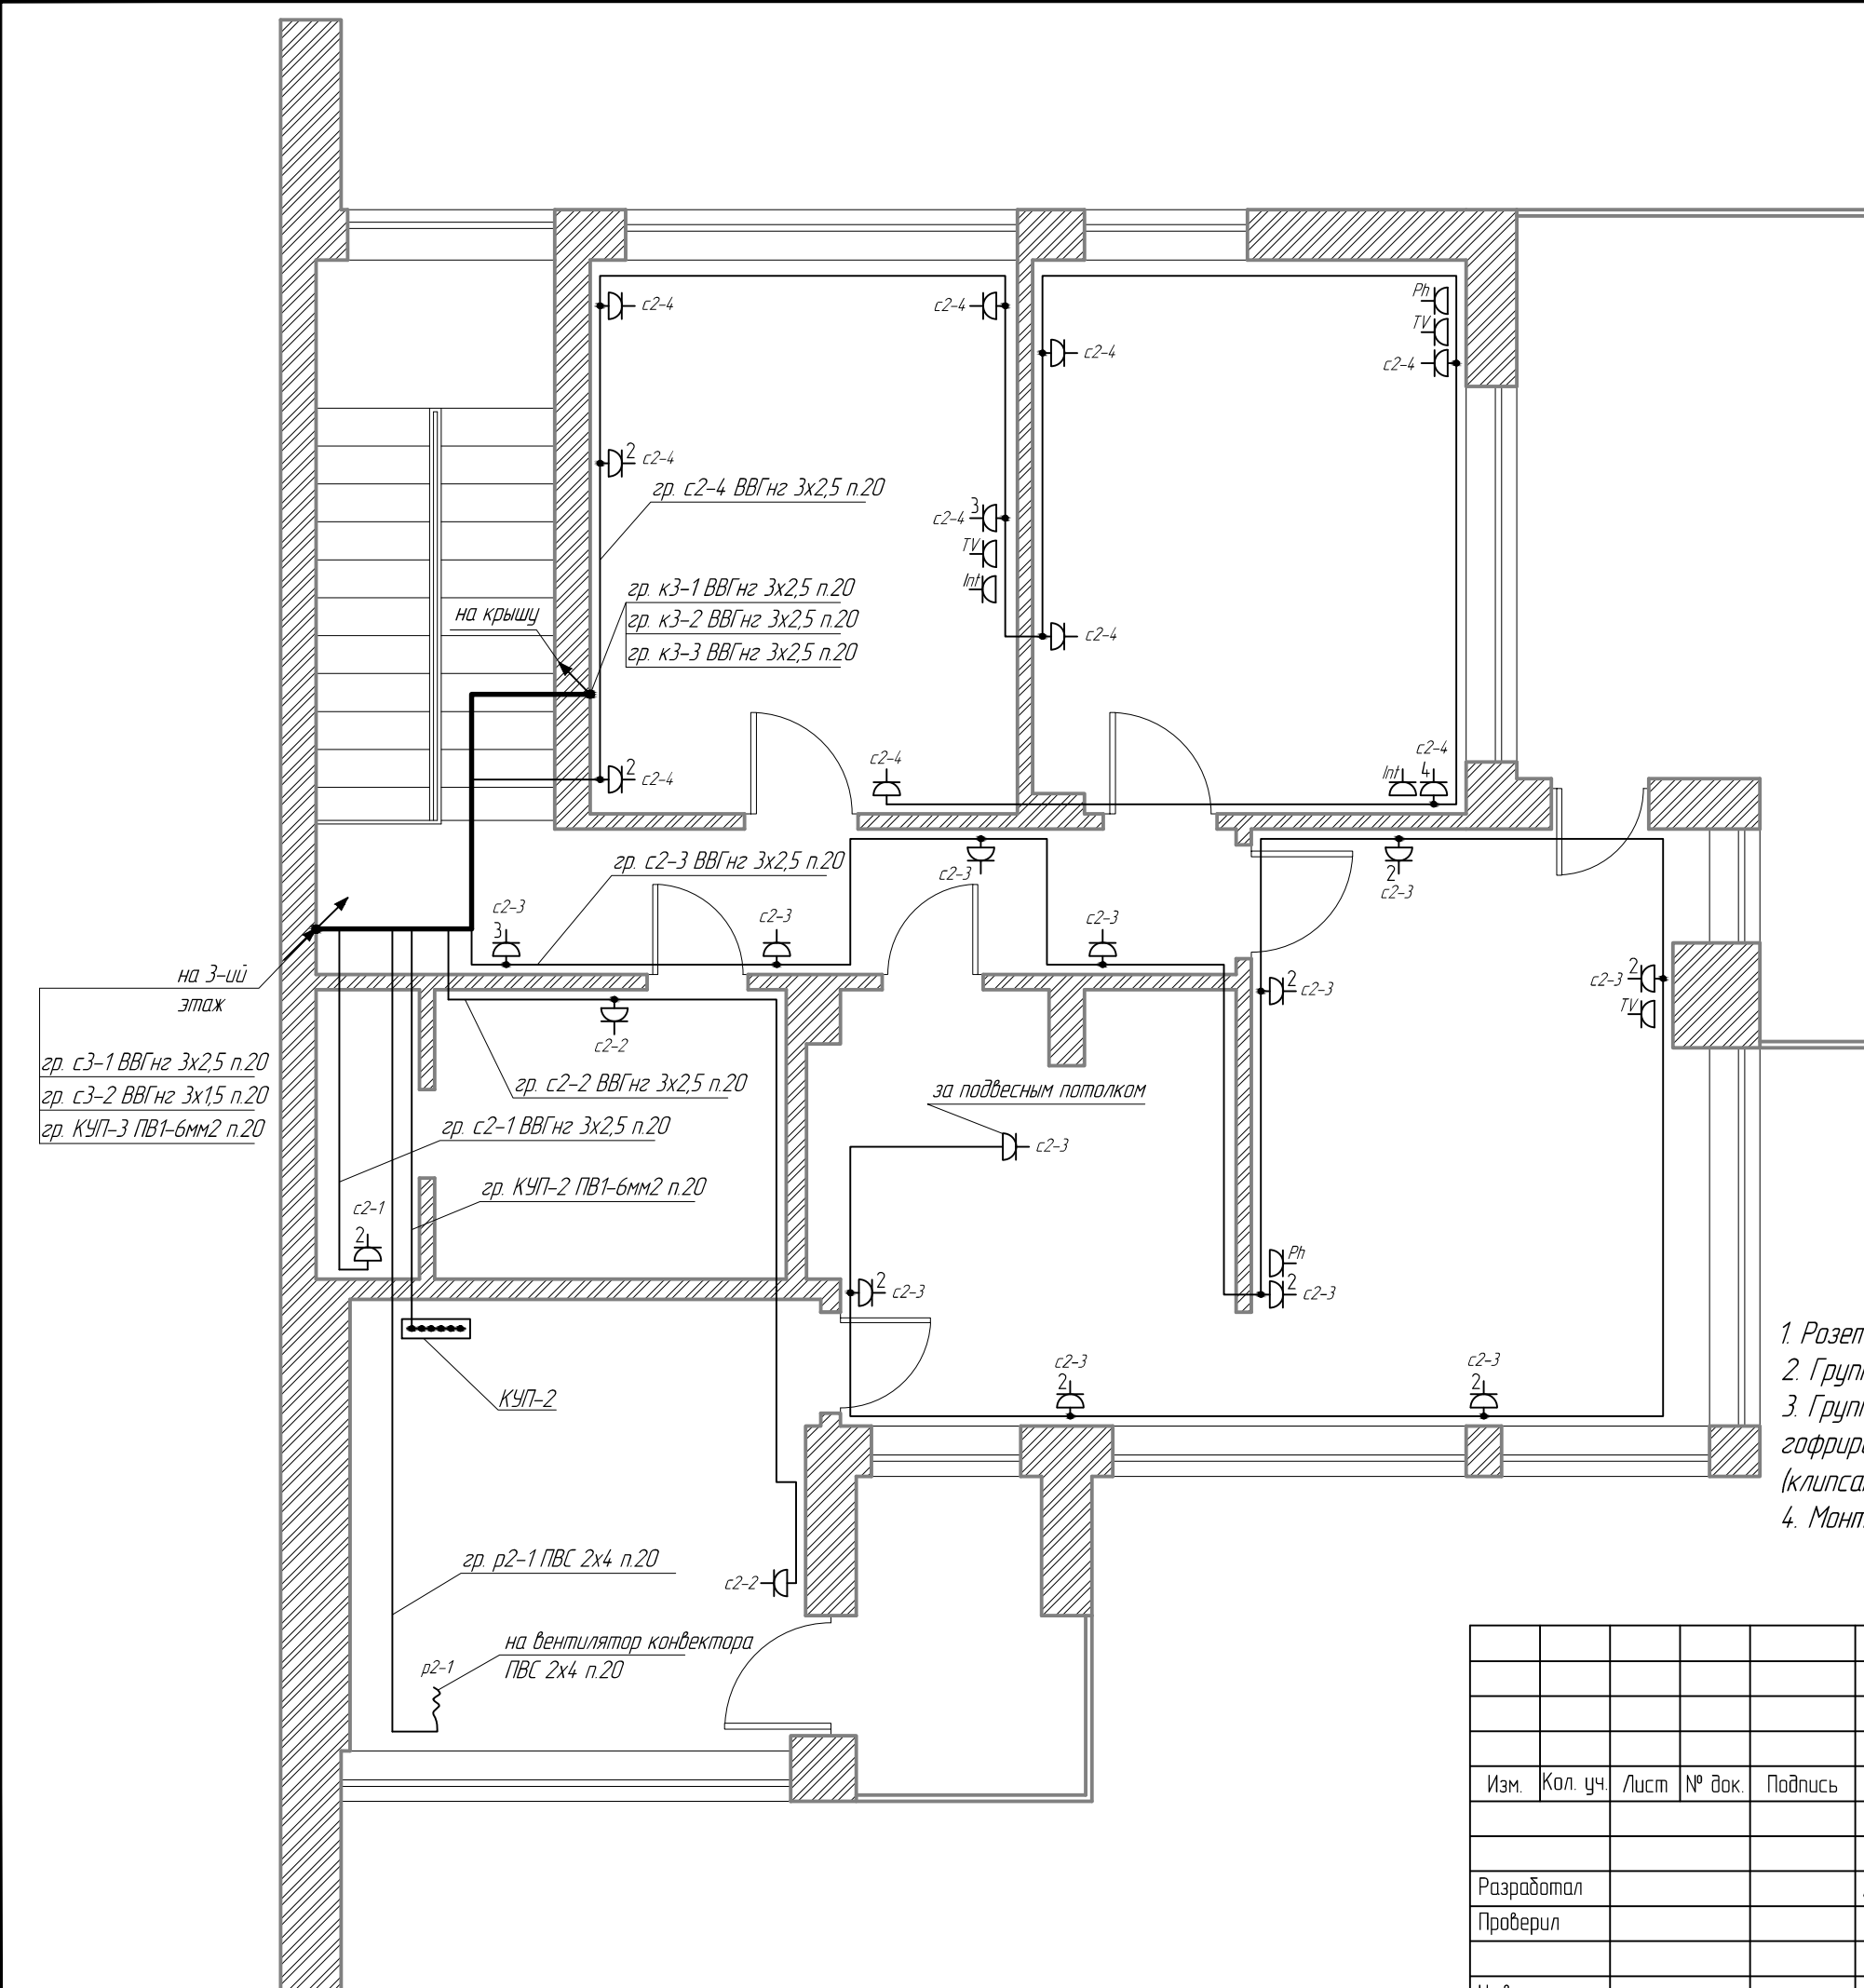 Ph
TV
с2-4
с2-4
с2-4
с2-4
2
с2-4
гр. с2-4 ВВГнг 3х2,5 п.20
3
с2-4
TV
Int
на крышу
гр. к3-1 ВВГнг 3х2,5 п.20
гр. к3-2 ВВГнг 3х2,5 п.20
гр. к3-3 ВВГнг 3х2,5 п.20
с2-4
2
с2-4
с2-4
с2-4
Int
4
гр. с2-3 ВВГнг 3х2,5 п.20
с2-3
2
с2-3
с2-3
3
с2-3
с2-3
на 3-ий
этаж
2
с2-3
2
с2-3
TV
с2-2
гр. с3-1 ВВГнг 3х2,5 п.20
гр. с3-2 ВВГнг 3х1,5 п.20
гр. КУП-3 ПВ1-6мм2 п.20
гр. с2-2 ВВГнг 3х2,5 п.20
за подвесным потолком
гр. с2-1 ВВГнг 3х2,5 п.20
с2-3
гр. КУП-2 ПВ1-6мм2 п.20
с2-1
2
Ph
2
с2-3
2
с2-3
КУП-2
с2-3
2
с2-3
2
1. Розет
2. Групп
3. Групп
гофрир
(клипса
4. Монт
гр. р2-1 ПВС 2х4 п.20
с2-2
на вентилятор конвектора
ПВС 2х4 п.20
р2-1
Изм. Кол. уч. Лист № док. Подпись
Разработал
Проверил